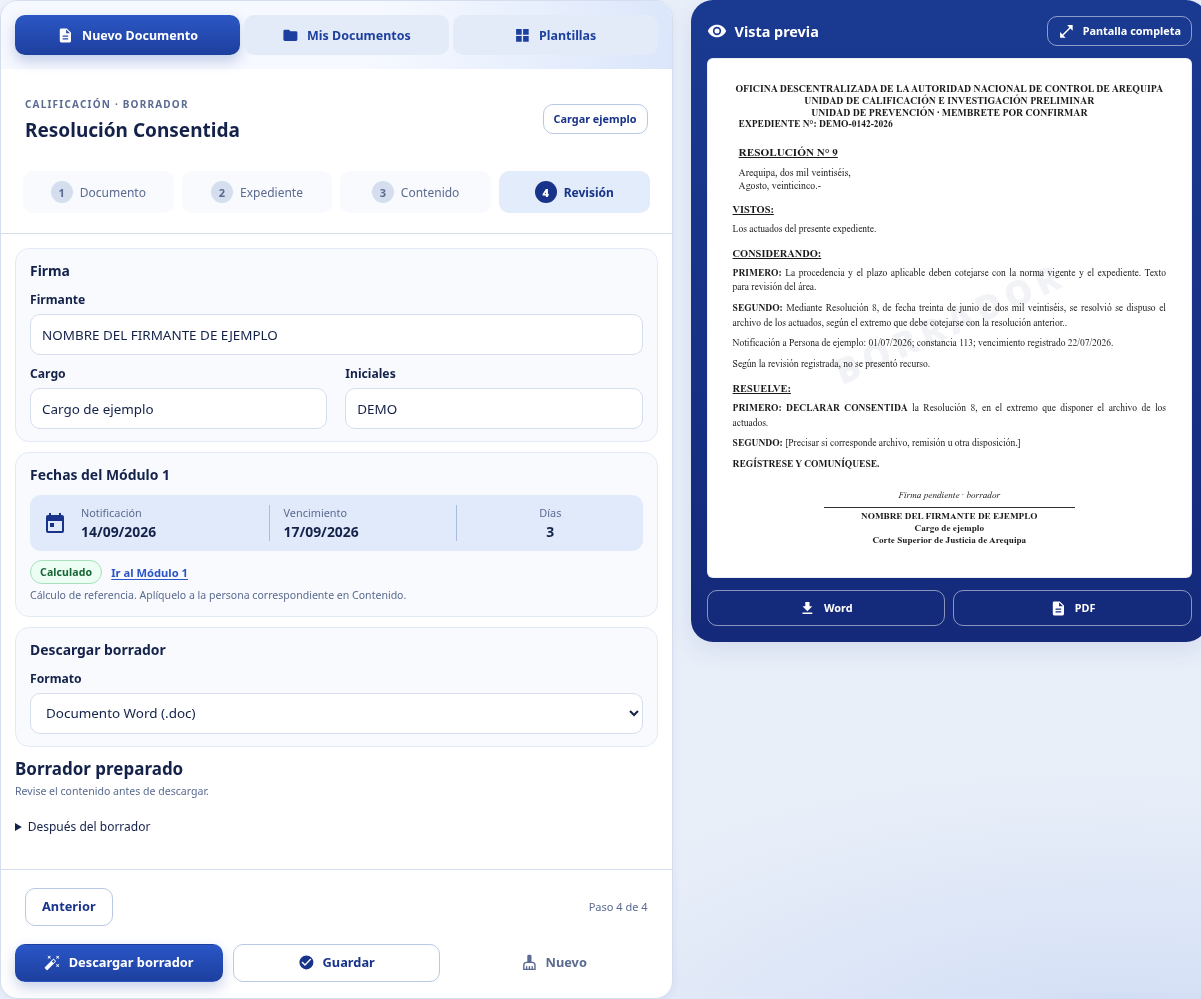 Nuevo Documento
Mis Documentos
Plantillas
CALIFICACIÓN · BORRADOR
Resolución Consentida
Cargar ejemplo
1 Documento
2 Expediente
3 Contenido
4 Revisión
Firma
Firmante
NOMBRE DEL FIRMANTE DE EJEMPLO
Cargo
Iniciales
Cargo de ejemplo
DEMO
Fechas del Módulo 1
Notificación
14/09/2026
Vencimiento
17/09/2026
Días
3
Calculado
Ir al Módulo 1
Cálculo de referencia. Aplíquelo a la persona correspondiente en Contenido.
Descargar borrador
Formato
Documento Word (.doc)
Borrador preparado
Revise el contenido antes de descargar.
Después del borrador
Anterior
Paso 4 de 4
Descargar borrador
Guardar
Nuevo
Vista previa
Pantalla completa
OFICINA DESCENTRALIZADA DE LA AUTORIDAD NACIONAL DE CONTROL DE AREQUIPA
UNIDAD DE CALIFICACIÓN E INVESTIGACIÓN PRELIMINAR
UNIDAD DE PREVENCIÓN · MEMBRETE POR CONFIRMAR
EXPEDIENTE N°: DEMO-0142-2026
RESOLUCIÓN N° 9
Arequipa, dos mil veintiséis,
Agosto, veinticinco.-
VISTOS:
Los actuados del presente expediente.
CONSIDERANDO:
PRIMERO: La procedencia y el plazo aplicable deben cotejarse con la norma vigente y el expediente. Texto
para revisión del área.
SEGUNDO: Mediante Resolución 8, de fecha treinta de junio de dos mil veintiséis, se resolvió se dispuso el
archivo de los actuados, según el extremo que debe cotejarse con la resolución anterior..
Notificación a Persona de ejemplo: 01/07/2026; constancia 113; vencimiento registrado 22/07/2026.
Según la revisión registrada, no se presentó recurso.
BORRADOR
RESUELVE:
PRIMERO: DECLARAR CONSENTIDA la Resolución 8, en el extremo que disponer el archivo de los
actuados.
SEGUNDO: [Precisar si corresponde archivo, remisión u otra disposición.]
REGÍSTRESE Y COMUNÍQUESE.
Firma pendiente · borrador
NOMBRE DEL FIRMANTE DE EJEMPLO
Cargo de ejemplo
Corte Superior de Justicia de Arequipa
Word
PDF